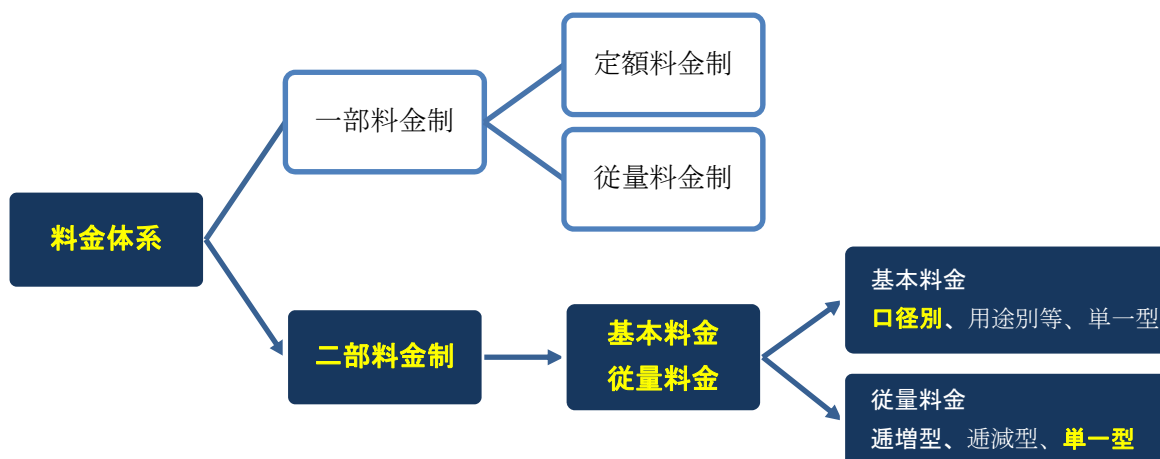 定額料金制
一部料金制
従量料金制
料金体系
二部料金制
基本料金
従量料金
基本料金
口径別、用途別等、単一型
従量料金
逓増型、逓減型、単一型